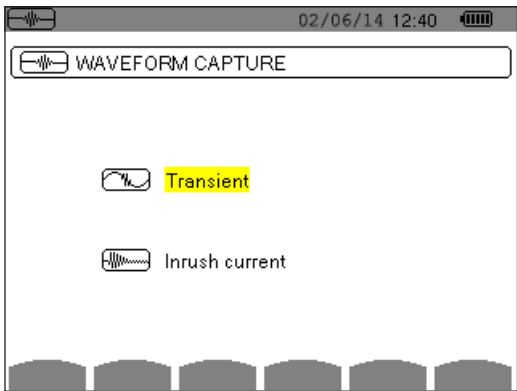 02/06/14 12:40
WAVEFORM CAPTURE
Transient
Inrush current